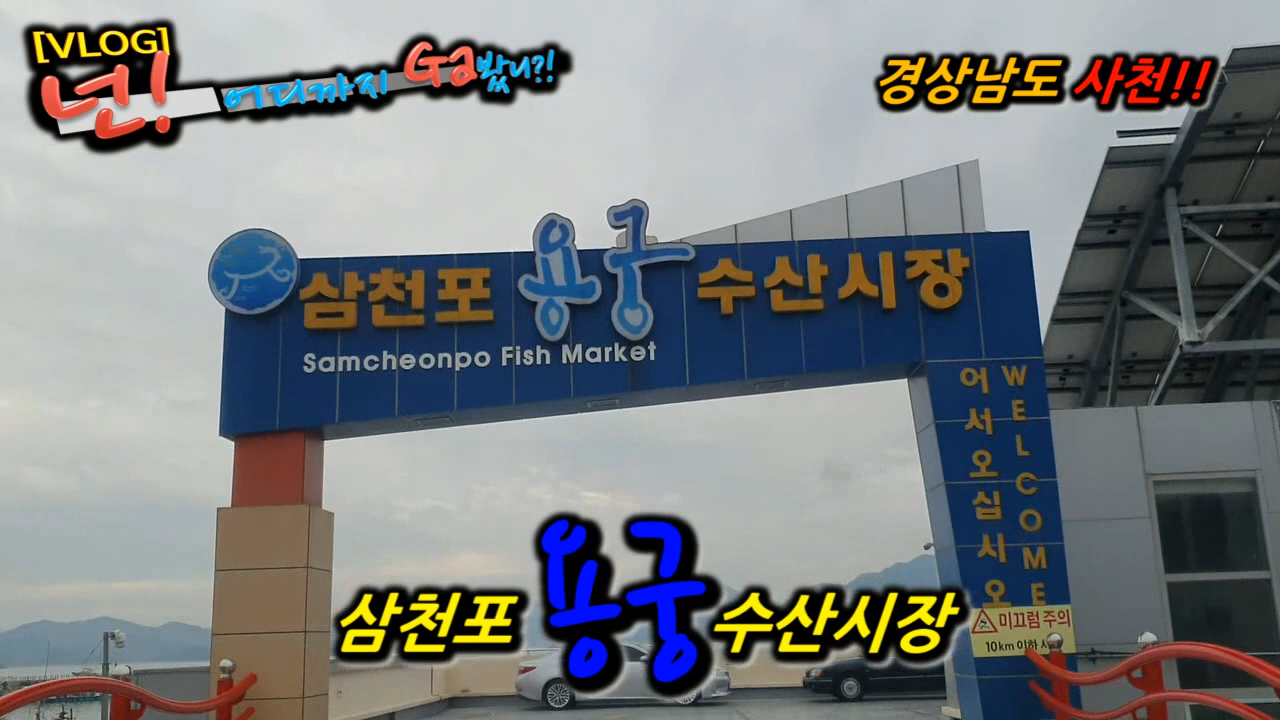 [VLOG]
넌! 어디까지 Ga봤니?!
경상남도 사천!!
삼천포 용궁 수산시장
Samcheonpo Fish Market
어서오십시오
WELCOME
미끄럼 주의
10km 이하
삼천포 용궁 수산시장